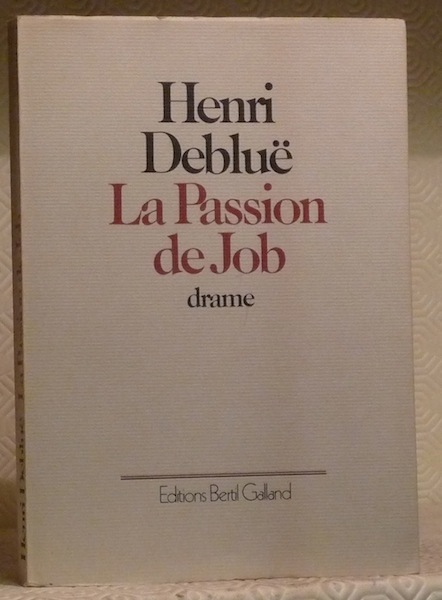 Henri
Debluë
La Passion
de Job
drame
Editions Bertil Galland